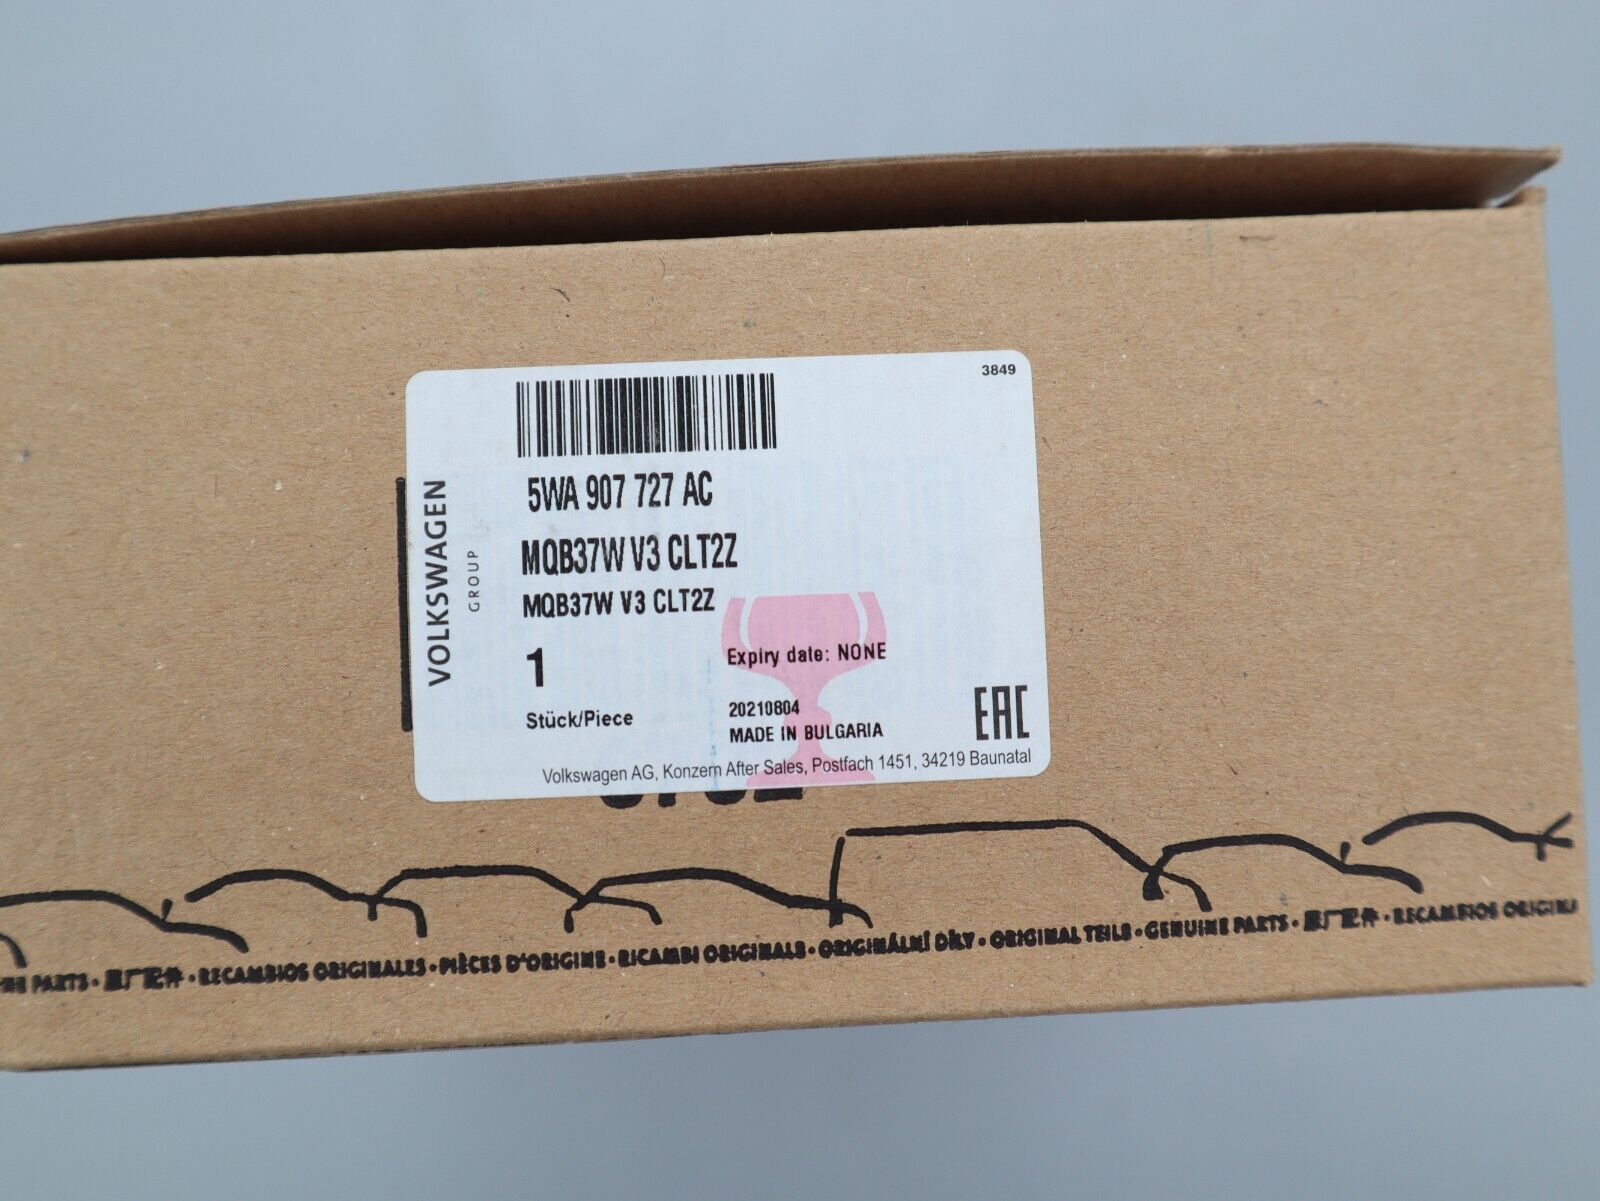 3849
5WA 907 727 AC
MQB37W V3 CLT2Z
MQB37W V3 CLT2Z
VOLKSWAGEN
GROUP
1
Expiry date: NONE
Stück/Piece
20210804
MADE IN BULGARIA
EAC
Volkswagen AG, Konzern After Sales, Postfach 1451, 34219 Baunatal
PARTS · RECAMBIOS ORIGINALES · PIÈCES D'ORIGINE · RICAMBI ORIGINALI · ORIGINÁLNÍ DÍLY · ORIGINAL TEILE · GENUINE PARTS · RECAMBIOS